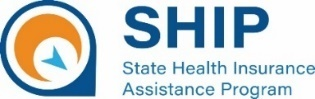 SHIP
State Health Insurance
Assistance Program